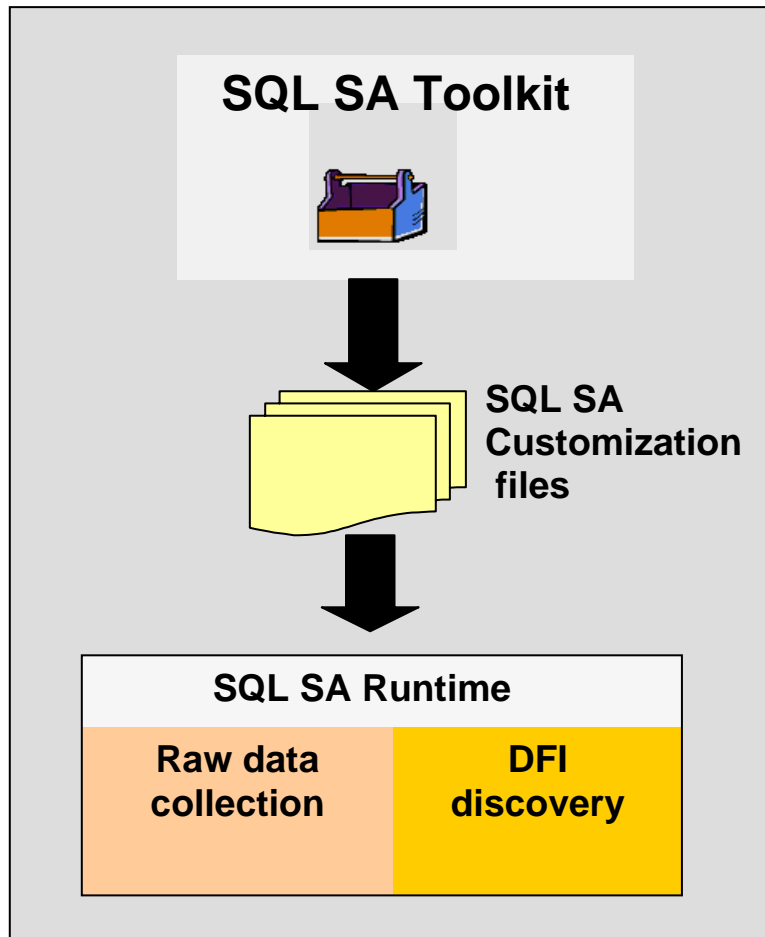 SQL SA Toolkit
SQL SA
Customization
files
SQL SA Runtime
Raw data
collection
DFI
discovery